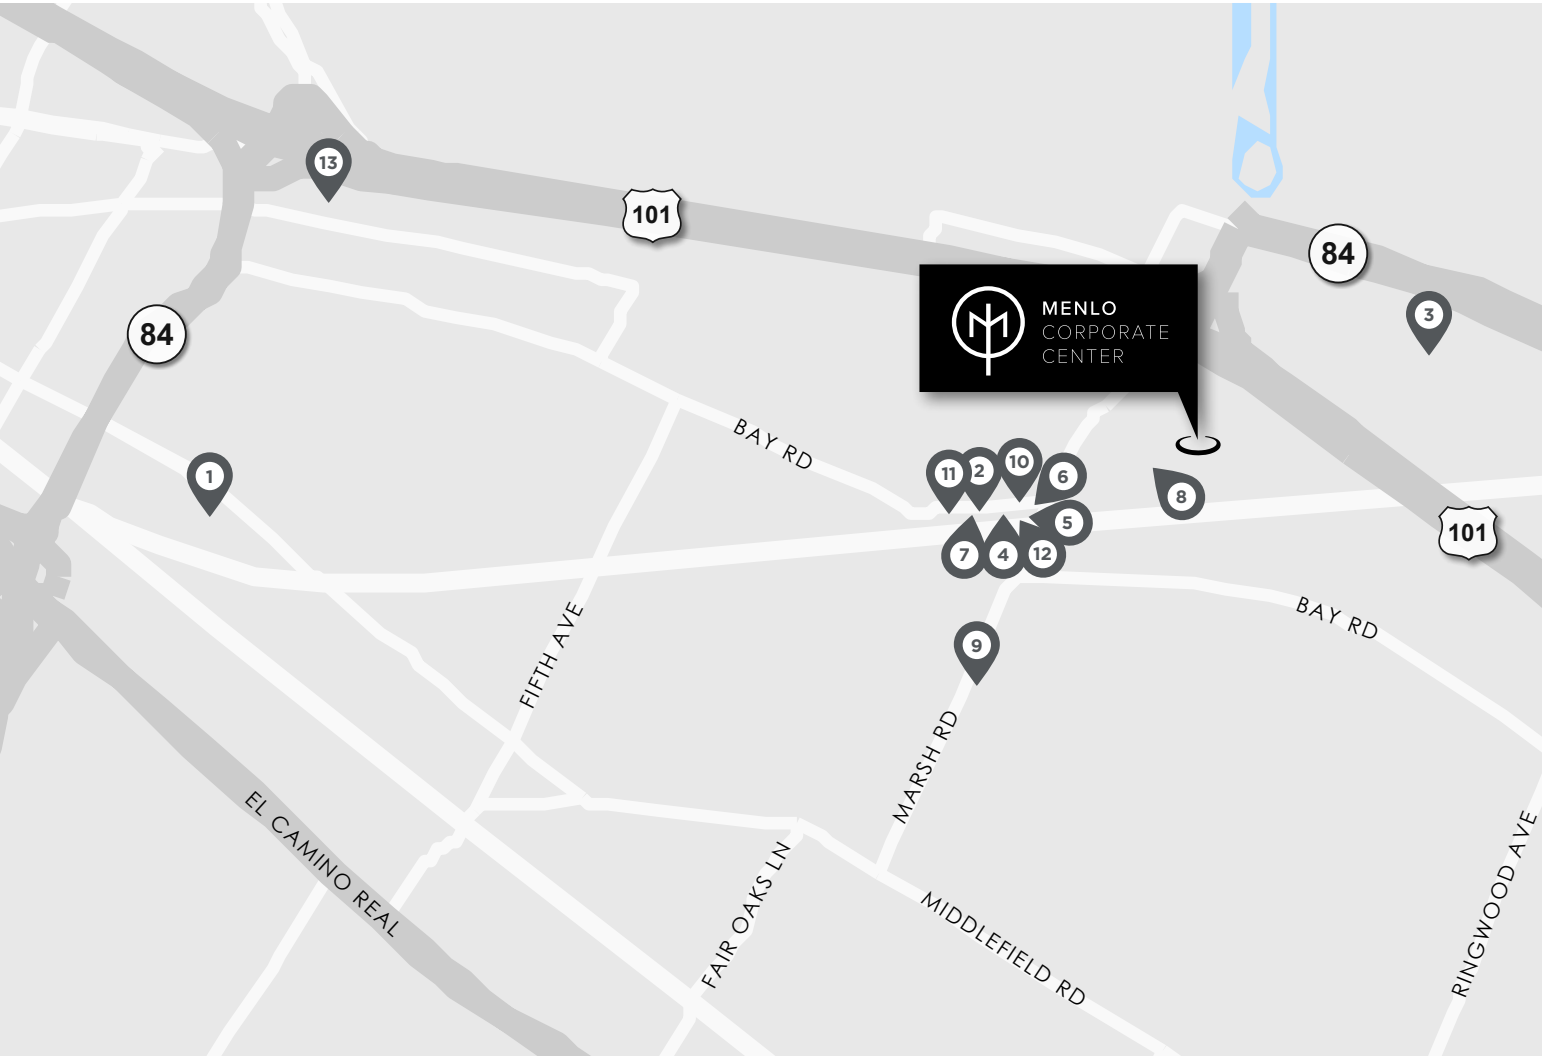 13
101
84
84
3
MENLO
CORPORATE
CENTER
1
BAY RD
11
2
10
6
8
5
7
4
12
101
BAY RD
FIFTH AVE
9
MARSH RD
EL CAMINO REAL
FAIR OAKS LN
MIDDLEFIELD RD
RINGWOOD AVE